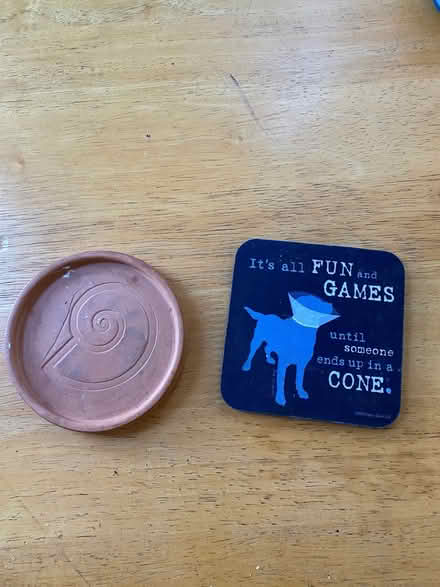 It's all FUN and
GAMES
until
someone
ends up in a
CONE.